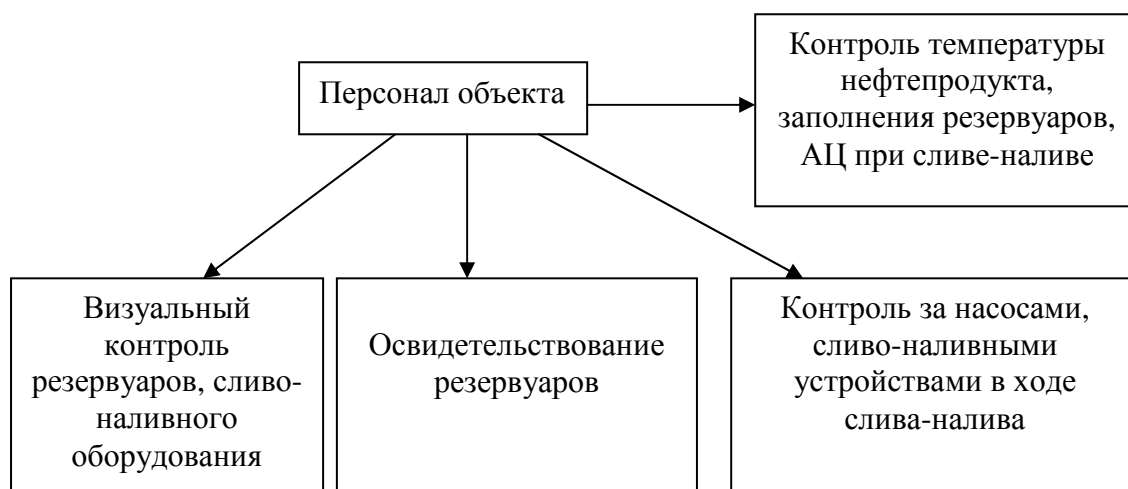 Персонал объекта
Контроль температуры
нефтепродукта,
заполнения резервуаров,
АЦ при сливе-наливе
Визуальный
контроль
резервуаров, сливо-
наливного
оборудования
Освидетельствование
резервуаров
Контроль за насосами,
сливо-наливными
устройствами в ходе
слива-налива